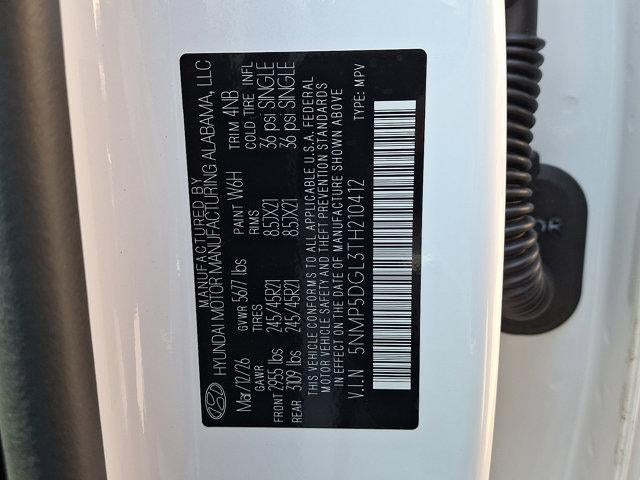 MANUFACTURED BY
HYUNDAI MOTOR MANUFACTURING ALABAMA, LLC
Mar/12/26 GVWR 5677 lbs PAINT W6H TRIM 4NB
GAWR TIRES RIMS COLD TIRE INFL
FRONT 2955 lbs 245/45R21 8.5JX21 36 psi SINGLE
REAR 3109 lbs 245/45R21 8.5JX21 36 psi SINGLE
THIS VEHICLE CONFORMS TO ALL APPLICABLE U.S.A. FEDERAL
MOTOR VEHICLE SAFETY AND THEFT PREVENTION STANDARDS
IN EFFECT ON THE DATE OF MANUFACTURE SHOWN ABOVE
V.I.N 5NMP5DGL3TH210412 TYPE: MPV